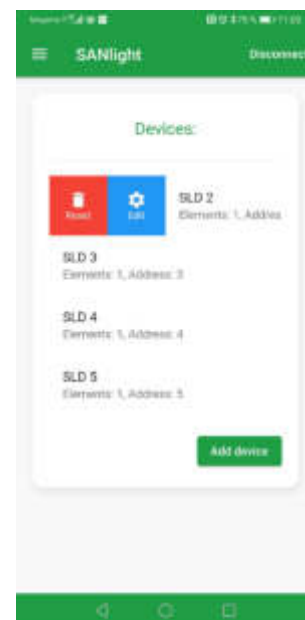 SANlight
Disconnect
Devices:
Reset
Edit
SLD 2
Elements: 1, Addres
SLD 3
Elements: 1, Address: 3
SLD 4
Elements: 1, Address: 4
SLD 5
Elements: 1, Address: 5
Add device